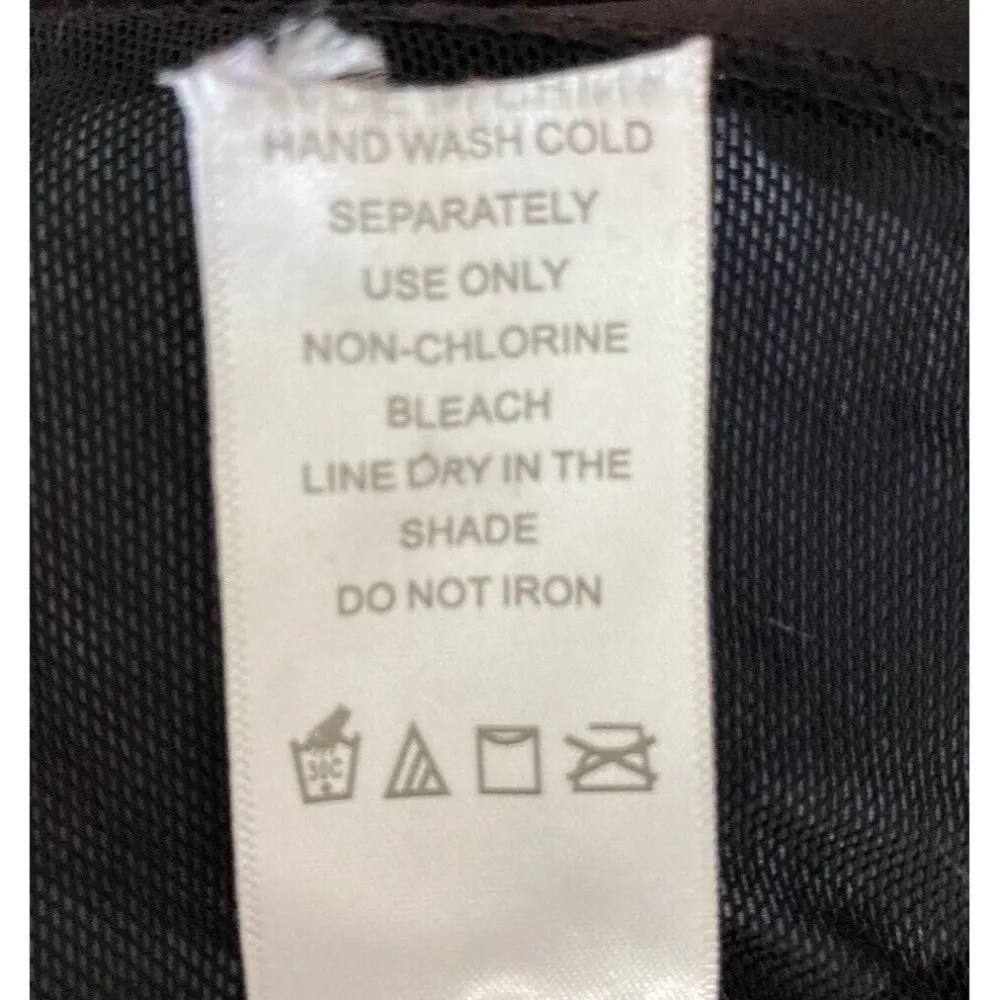 HAND WASH COLD
SEPARATELY
USE ONLY
NON-CHLORINE
BLEACH
LINE DRY IN THE
SHADE
DO NOT IRON
30C